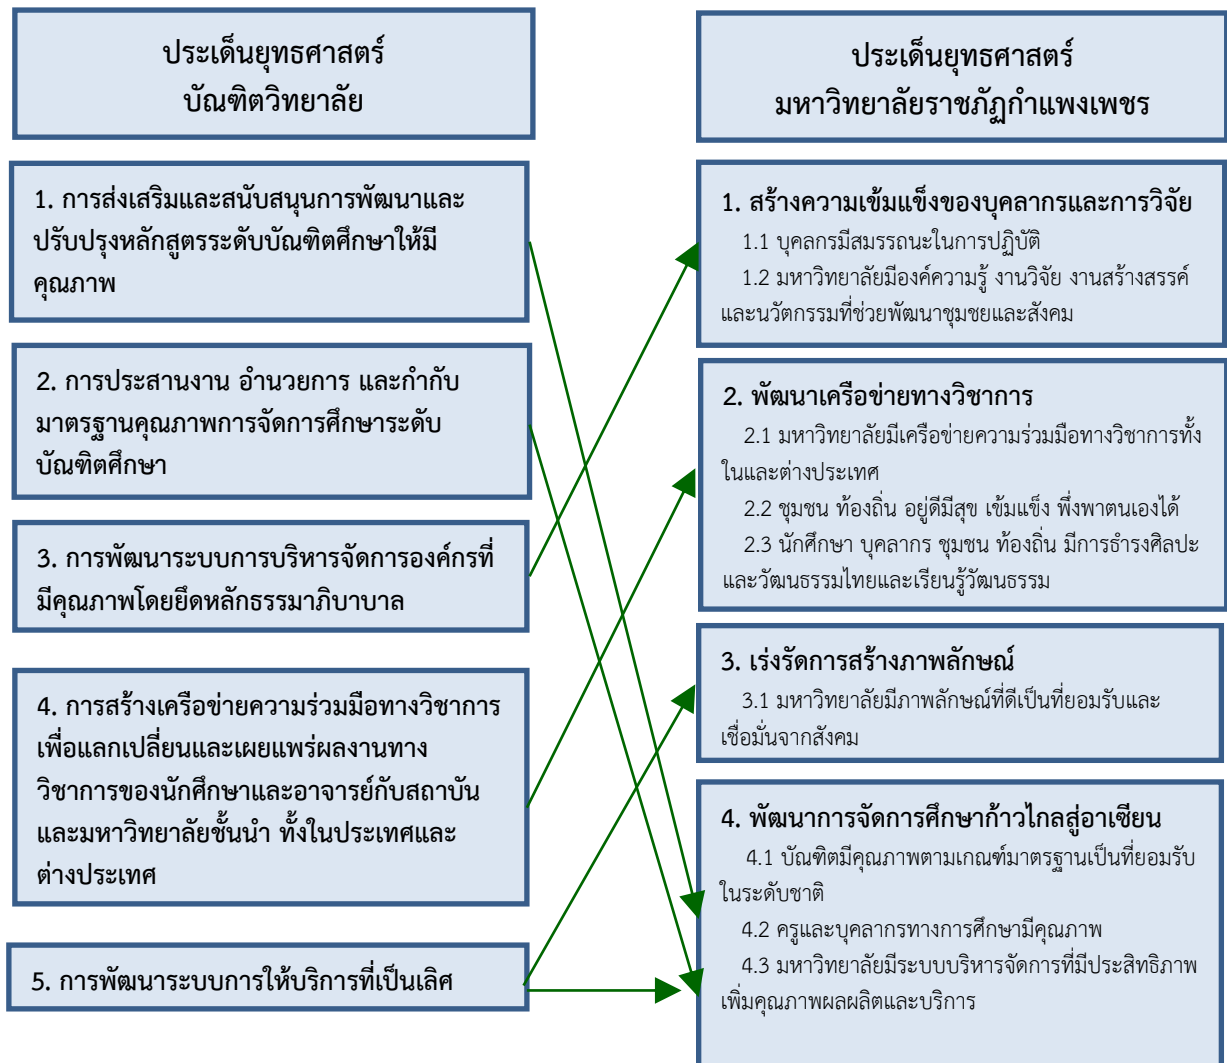 ประเด็นยุทธศาสตร์
บัณฑิตวิทยาลัย
1. การส่งเสริมและสนับสนุนการพัฒนาและ
ปรับปรุงหลักสูตรระดับบัณฑิตศึกษาให้มี
คุณภาพ
2. การประสานงาน อำนวยการ และกำกับ
มาตรฐานคุณภาพการจัดการศึกษาระดับ
บัณฑิตศึกษา
3. การพัฒนาระบบการบริหารจัดการองค์กรที่
มีคุณภาพโดยยึดหลักธรรมาภิบาบาล
4. การสร้างเครือข่ายความร่วมมือทางวิชาการ
เพื่อแลกเปลี่ยนและเผยแพร่ผลงานทาง
วิชาการของนักศึกษาและอาจารย์กับสถาบัน
และมหาวิทยาลัยชั้นนำ ทั้งในประเทศและ
ต่างประเทศ
5. การพัฒนาระบบการให้บริการที่เป็นเลิศ
ประเด็นยุทธศาสตร์
มหาวิทยาลัยราชภัฏกำแพงเพชร
1. สร้างความเข้มแข็งของบุคลากรและการวิจัย
1.1 บุคลกรมีสมรรถนะในการปฏิบัติ
1.2 มหาวิทยาลัยมีองค์ความรู้ งานวิจัย งานสร้างสรรค์
และนวัตกรรมที่ช่วยพัฒนาชุมชยและสังคม
2. พัฒนาเครือข่ายทางวิชาการ
2.1 มหาวิทยาลัยมีเครือข่ายความร่วมมือทางวิชาการทั้ง
ในและต่างประเทศ
2.2 ชุมชน ท้องถิ่น อยู่ดีมีสุข เข้มแข็ง พึ่งพาตนเองได้
2.3 นักศึกษา บุคลากร ชุมชน ท้องถิ่น มีการธำรงศิลปะ
และวัฒนธรรมไทยและเรียนรู้วัฒนธรรม
3. เร่งรัดการสร้างภาพลักษณ์
3.1 มหาวิทยาลัยมีภาพลักษณ์ที่ดีเป็นที่ยอมรับและ
เชื่อมั่นจากสังคม
4. พัฒนาการจัดการศึกษาก้าวไกลสู่อาเซียน
4.1 บัณฑิตมีคุณภาพตามเกณฑ์มาตรฐานเป็นที่ยอมรับ
ในระดับชาติ
4.2 ครูและบุคลากรทางการศึกษามีคุณภาพ
4.3 มหาวิทยาลัยมีระบบบริหารจัดการที่มีประสิทธิภาพ
เพิ่มคุณภาพผลผลิตและบริการ